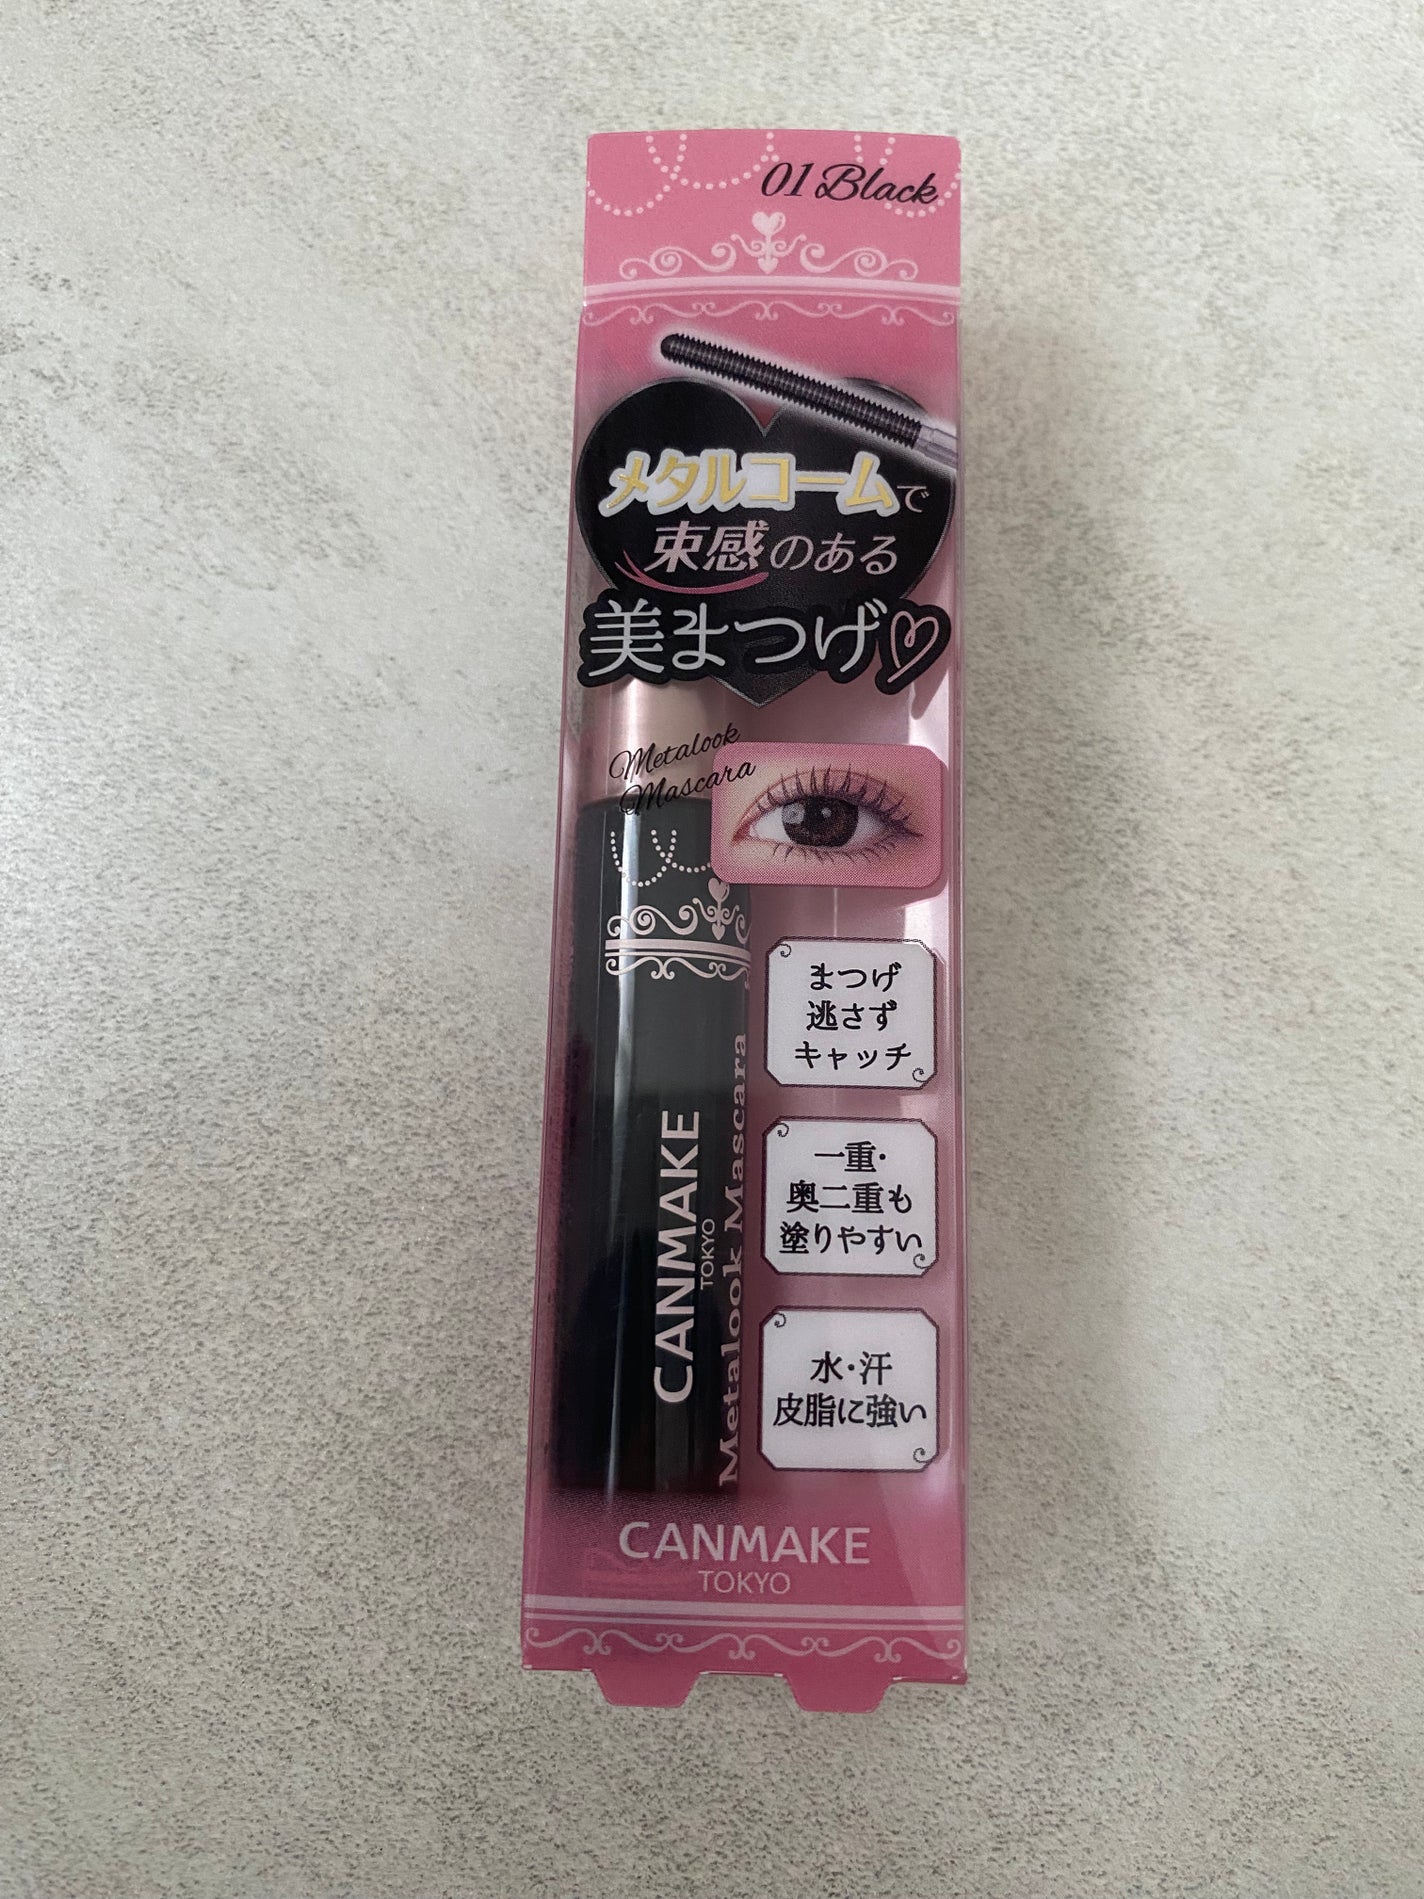 01 Black
メタルコームで
束感のある
美まつげ♡
Metalook
Mascara
まつげ
逃さず
キャッチ
一重・
奥二重も
塗りやすい
水・汗
皮脂に強い
CANMAKE
TOKYO
Metalook Mascara
CANMAKE
TOKYO